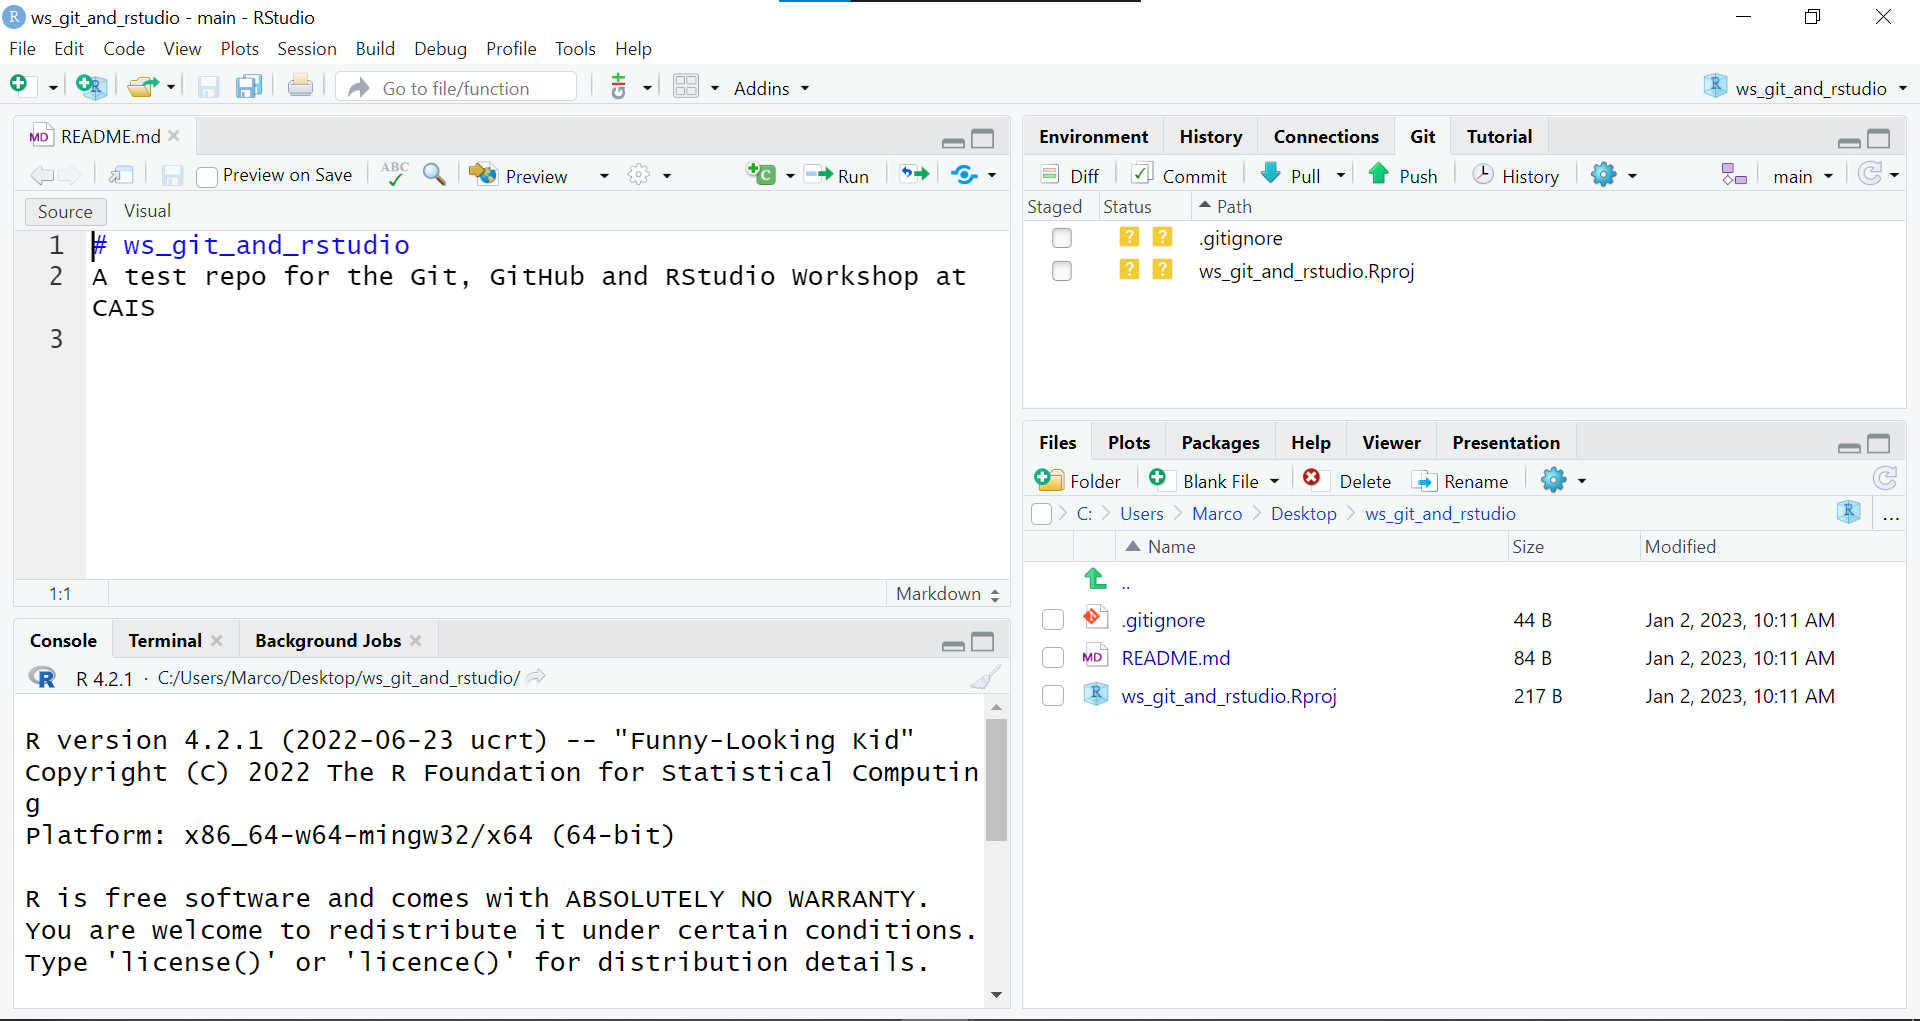 ws_git_and_rstudio - main - RStudio
File Edit Code View Plots Session Build Debug Profile Tools Help
Go to file/function Addins ws_git_and_rstudio
README.md
Preview on Save ABC Preview Run
Source Visual
1 # ws_git_and_rstudio
2 A test repo for the Git, GitHub and RStudio Workshop at
CAIS
3
1:1 Markdown
Console Terminal Background Jobs
R 4.2.1 · C:/Users/Marco/Desktop/ws_git_and_rstudio/
R version 4.2.1 (2022-06-23 ucrt) -- "Funny-Looking Kid"
Copyright (C) 2022 The R Foundation for Statistical Computin
g
Platform: x86_64-w64-mingw32/x64 (64-bit)
R is free software and comes with ABSOLUTELY NO WARRANTY.
You are welcome to redistribute it under certain conditions.
Type 'license()' or 'licence()' for distribution details.
Environment History Connections Git Tutorial
Diff Commit Pull Push History main
Staged Status Path
? ? .gitignore
? ? ws_git_and_rstudio.Rproj
Files Plots Packages Help Viewer Presentation
Folder Blank File Delete Rename
C: Users Marco Desktop ws_git_and_rstudio ...
Name Size Modified
..
.gitignore 44 B Jan 2, 2023, 10:11 AM
MD README.md 84 B Jan 2, 2023, 10:11 AM
ws_git_and_rstudio.Rproj 217 B Jan 2, 2023, 10:11 AM